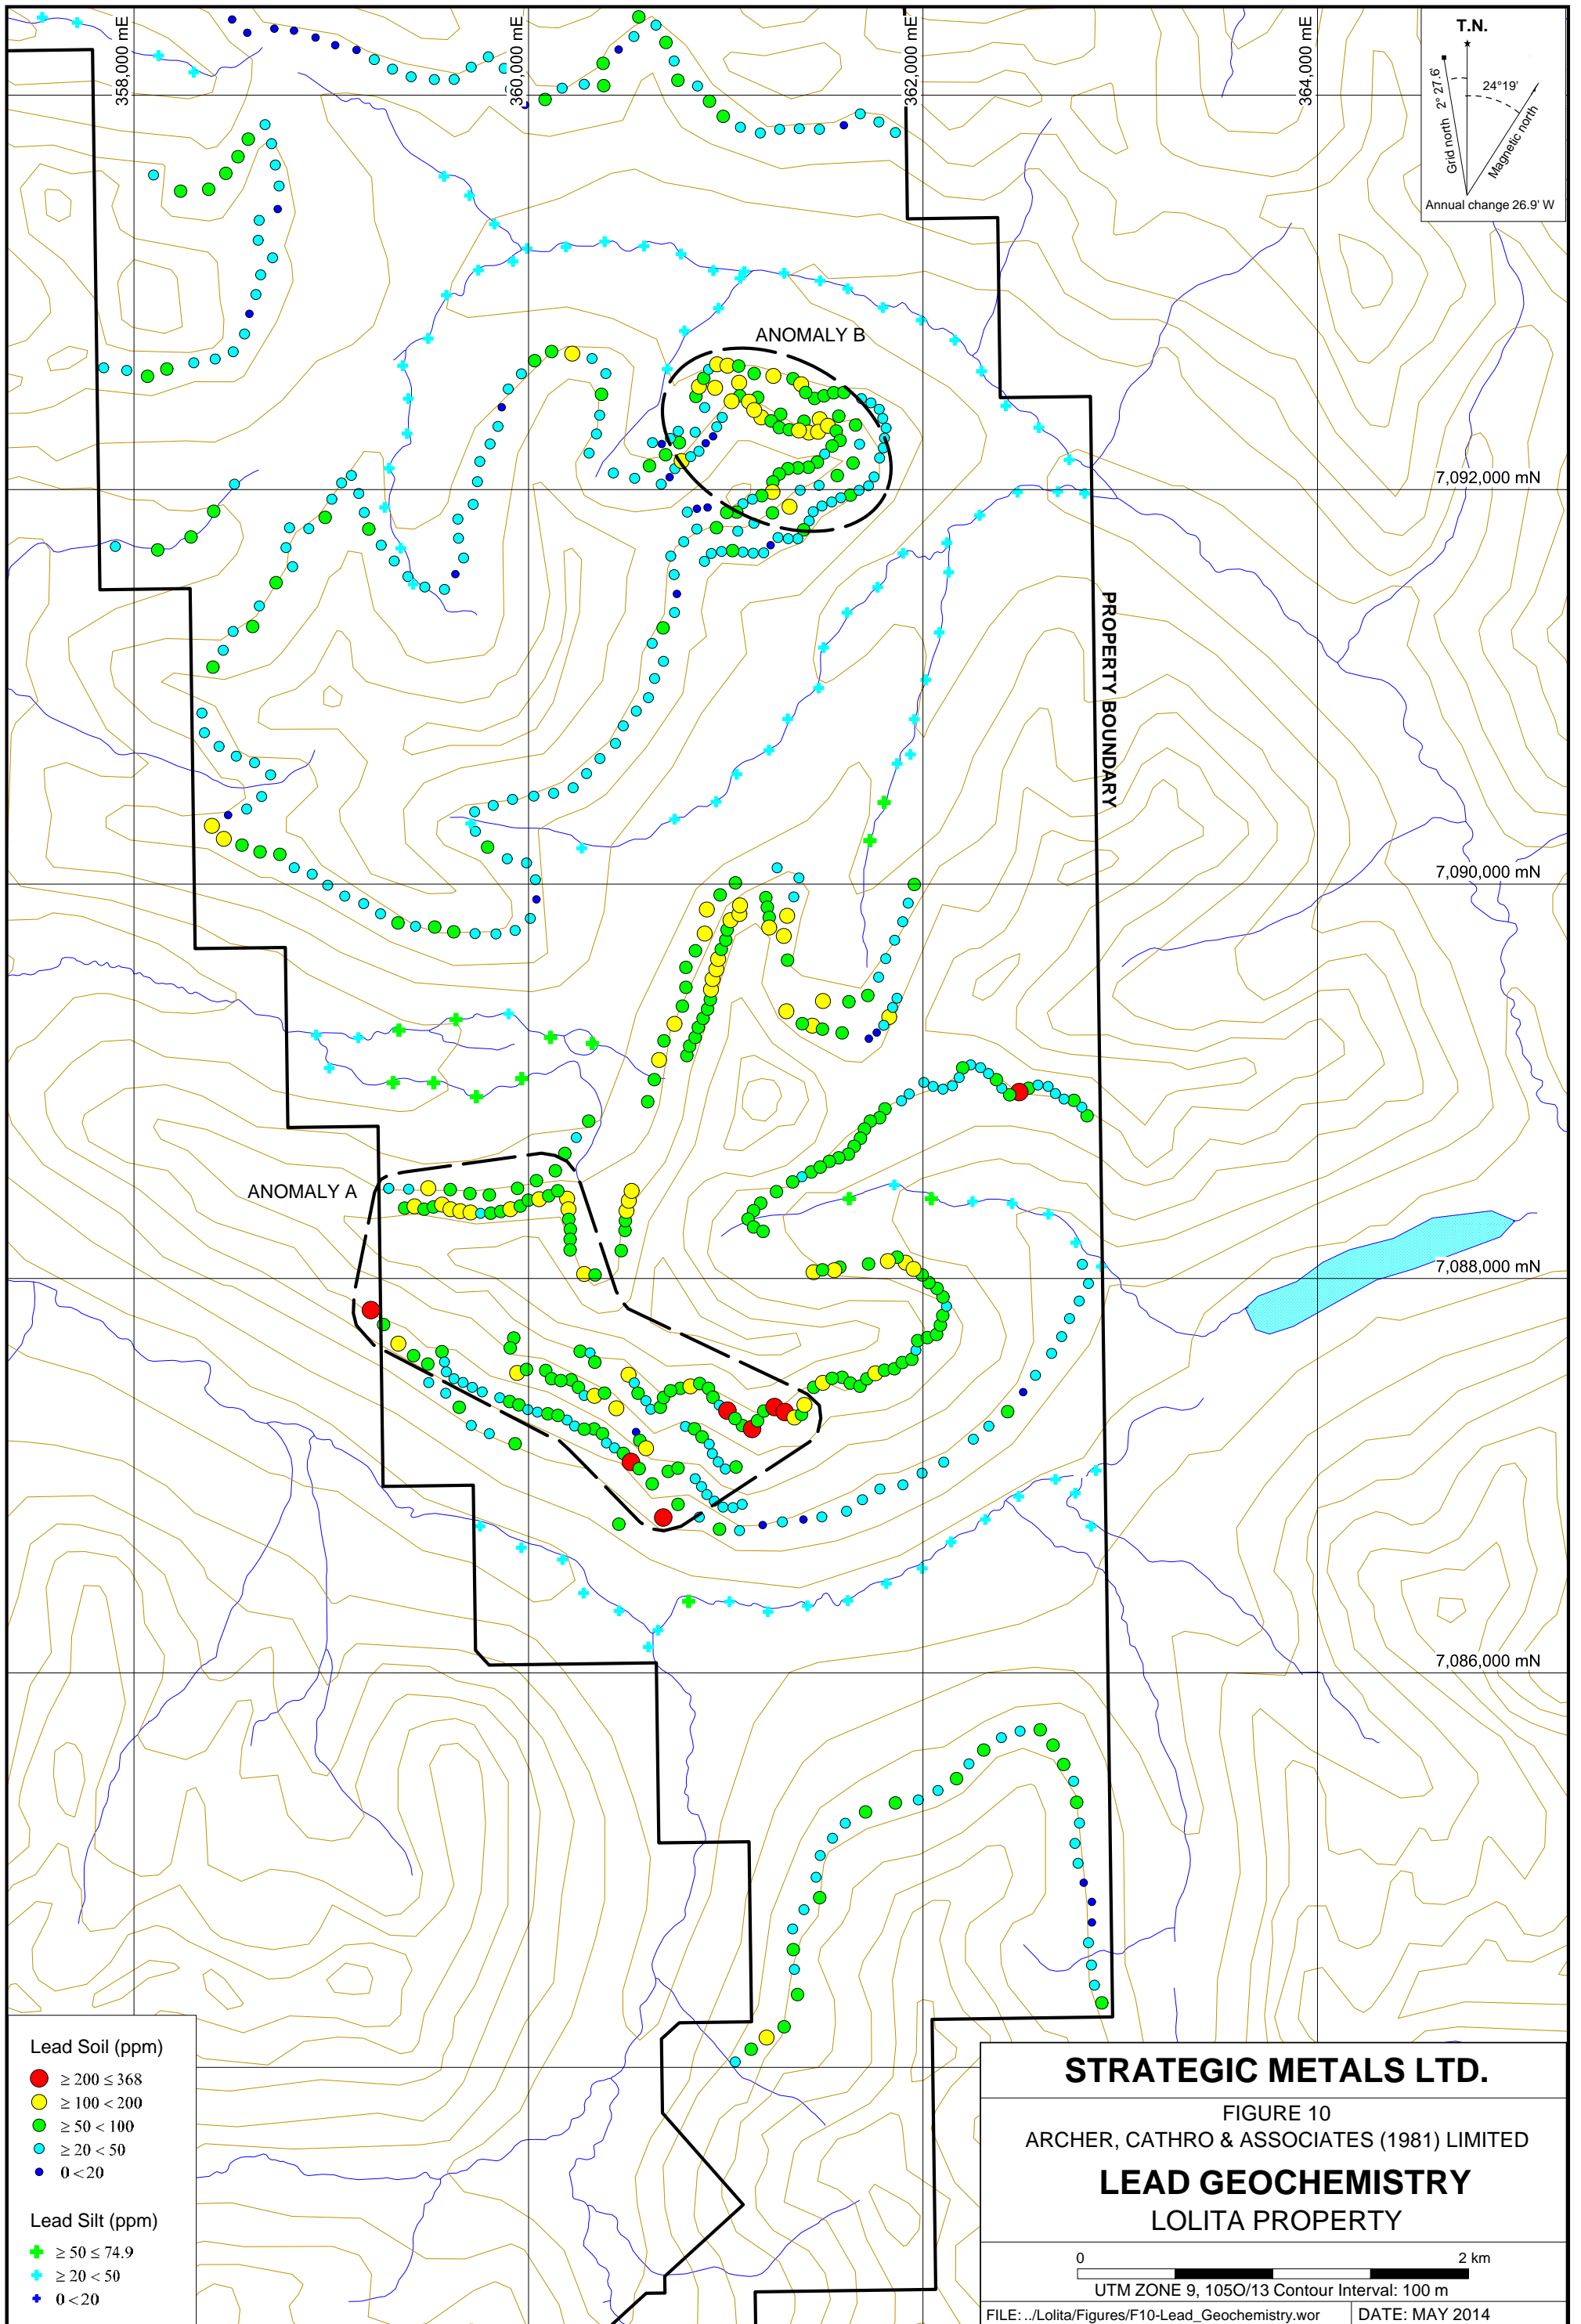 358,000 mE
360,000 mE
362,000 mE
364,000 mE
T.N.
2° 27.6'
24°19'
Grid north
Magnetic north
Annual change 26.9' W
ANOMALY B
7,092,000 mN
PROPERTY BOUNDARY
7,090,000 mN
ANOMALY A
7,088,000 mN
7,086,000 mN
Lead Soil (ppm)
≥ 200 ≤ 368
≥ 100 < 200
≥ 50 < 100
≥ 20 < 50
0 < 20
Lead Silt (ppm)
≥ 50 ≤ 74.9
≥ 20 < 50
0 < 20
STRATEGIC METALS LTD.
FIGURE 10
ARCHER, CATHRO & ASSOCIATES (1981) LIMITED
LEAD GEOCHEMISTRY
LOLITA PROPERTY
0 2 km
UTM ZONE 9, 105O/13 Contour Interval: 100 m
FILE: ../Lolita/Figures/F10-Lead_Geochemistry.wor
DATE: MAY 2014